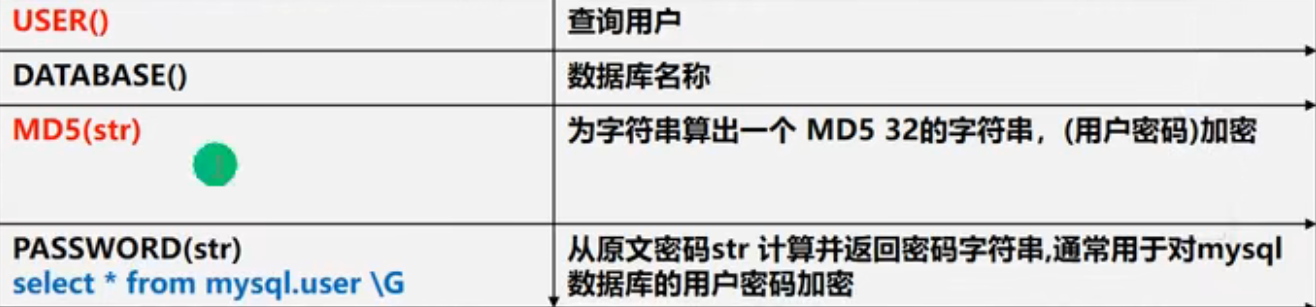 USER()
查询用户
DATABASE()
数据库名称
MD5(str)
为字符串算出一个 MD5 32的字符串，(用户密码)加密
PASSWORD(str)
select * from mysql.user \G
从原文密码str 计算并返回密码字符串,通常用于对mysql
数据库的用户密码加密